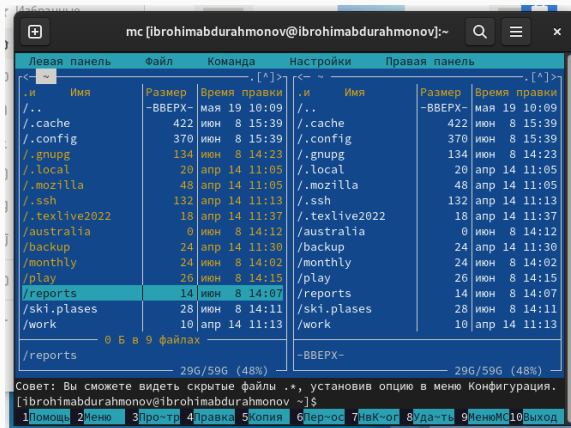 Избранные
mc [ibrohimabdurahmonov@ibrohimabdurahmonov]:~
Левая панель Файл Команда Настройки Правая панель
<— ~ .[^]> <— ~ .[^]>
.и Имя Размер Время правки .и Имя Размер Время правки
/.. -ВВЕРХ- мая 19 10:09 /.. -ВВЕРХ- мая 19 10:09
/.cache 422 июн 8 15:39 /.cache 422 июн 8 15:39
/.config 370 июн 8 15:39 /.config 370 июн 8 15:39
/.gnupg 134 июн 8 14:23 /.gnupg 134 июн 8 14:23
/.local 20 апр 14 11:05 /.local 20 апр 14 11:05
/.mozilla 48 апр 14 11:05 /.mozilla 48 апр 14 11:05
/.ssh 132 апр 14 11:13 /.ssh 132 апр 14 11:13
/.texlive2022 18 апр 14 11:37 /.texlive2022 18 апр 14 11:37
/australia 0 июн 8 14:12 /australia 0 июн 8 14:12
/backup 24 апр 14 11:30 /backup 24 апр 14 11:30
/monthly 24 июн 8 14:02 /monthly 24 июн 8 14:02
/play 26 июн 8 14:15 /play 26 июн 8 14:15
/reports 14 июн 8 14:07 /reports 14 июн 8 14:07
/ski.plases 28 июн 8 14:11 /ski.plases 28 июн 8 14:11
/work 10 апр 14 11:13 /work 10 апр 14 11:13
0 Б в 9 файлах
/reports -ВВЕРХ-
29G/59G (48%) 29G/59G (48%)
Совет: Вы сможете видеть скрытые файлы .*, установив опцию в меню Конфигурация.
[ibrohimabdurahmonov@ibrohimabdurahmonov ~]$
1Помощь 2Меню 3Про~тр 4Правка 5Копия 6Пер~ос 7НвК~ог 8Уда~ть 9МенюMC 10Выход